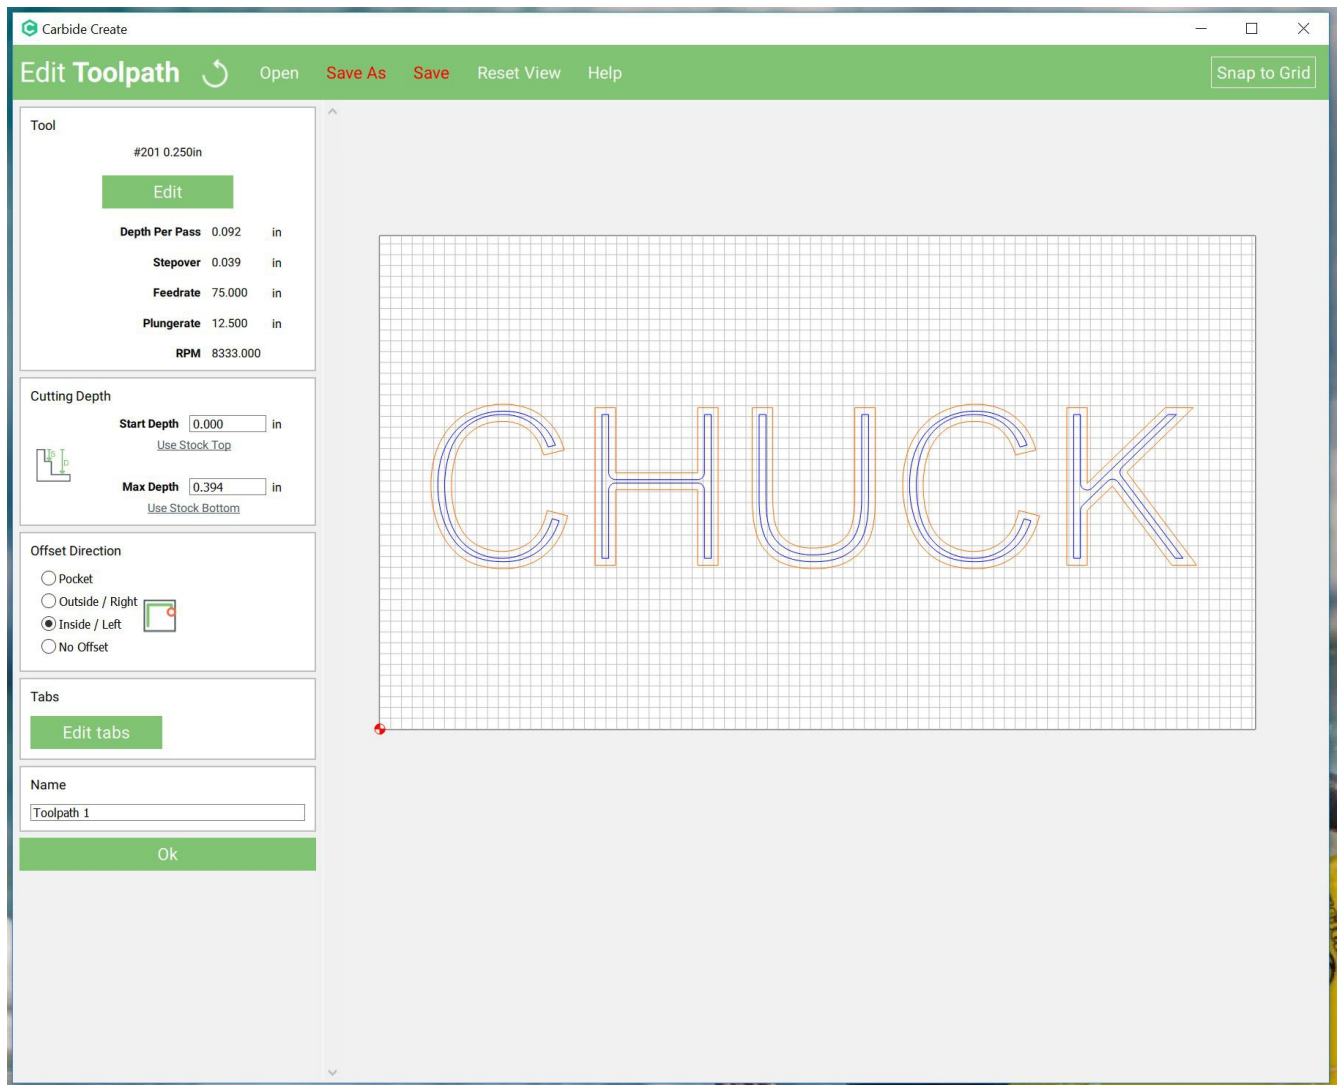 Carbide Create
Edit Toolpath Open Save As Save Reset View Help Snap to Grid
Tool
#201 0.250in
Edit
Depth Per Pass 0.092 in
Stepover 0.039 in
Feedrate 75.000 in
Plungerate 12.500 in
RPM 8333.000
Cutting Depth
Start Depth 0.000 in
Use Stock Top
S D
Max Depth 0.394 in
Use Stock Bottom
Offset Direction
Pocket
Outside / Right
Inside / Left
No Offset
Tabs
Edit tabs
Name
Toolpath 1
Ok
CHUCK